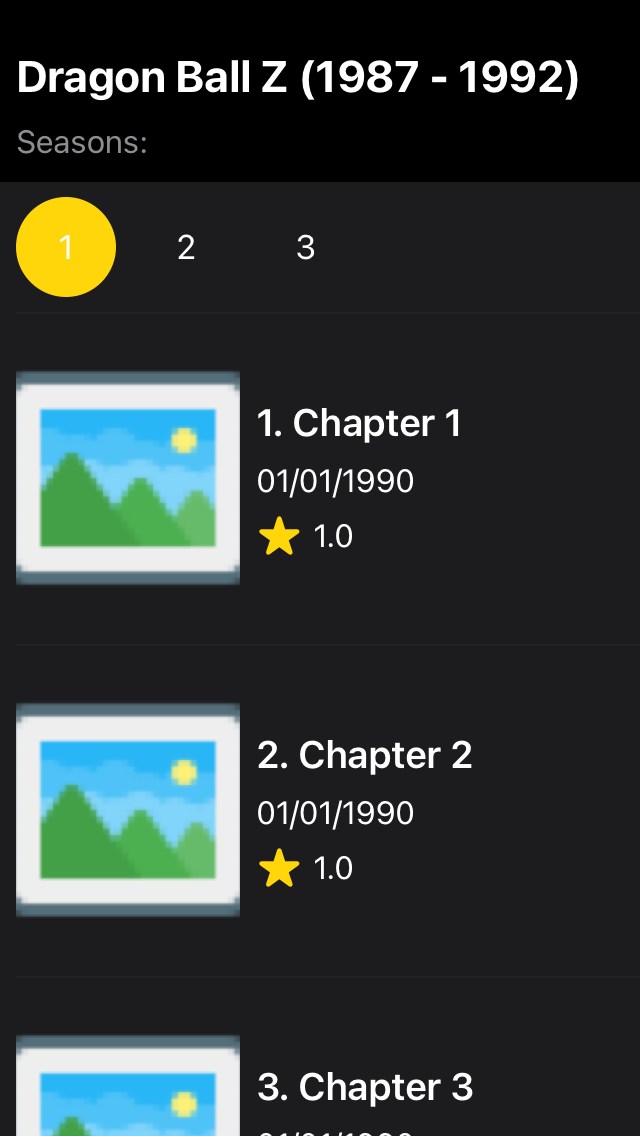 Dragon Ball Z (1987 - 1992)
Seasons:
1 2 3
1. Chapter 1
01/01/1990
1.0
2. Chapter 2
01/01/1990
1.0
3. Chapter 3